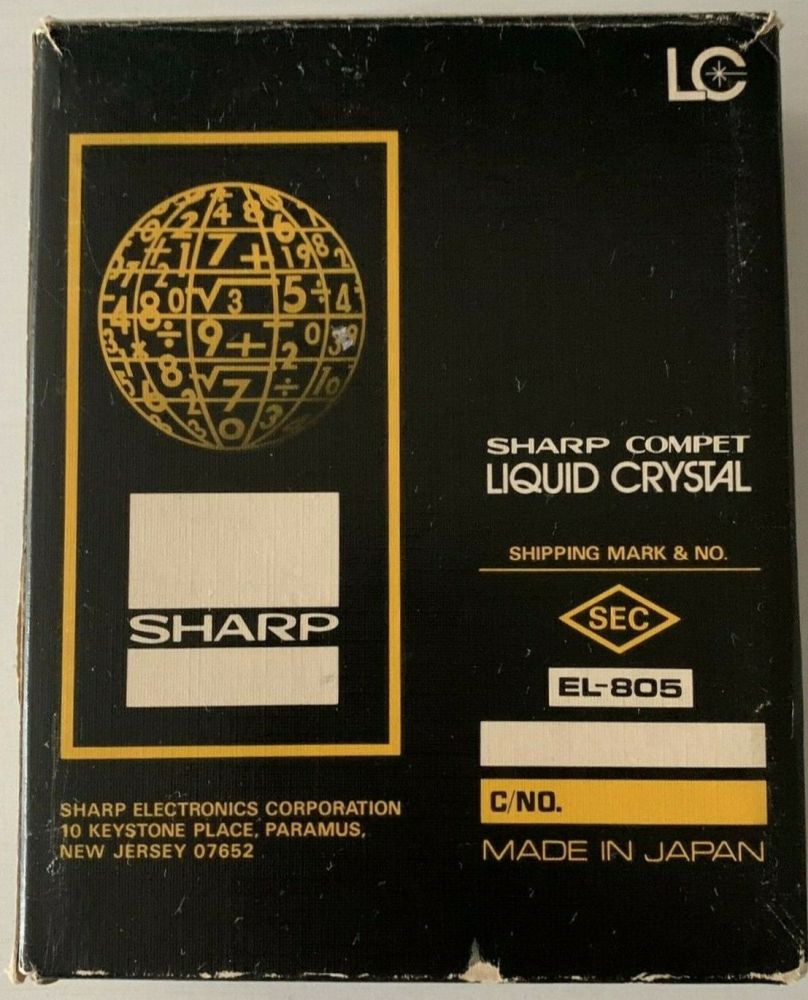 LC
SHARP
SHARP ELECTRONICS CORPORATION
10 KEYSTONE PLACE, PARAMUS,
NEW JERSEY 07652
SHARP COMPET
LIQUID CRYSTAL
SHIPPING MARK & NO.
SEC
EL-805
C/NO.
MADE IN JAPAN